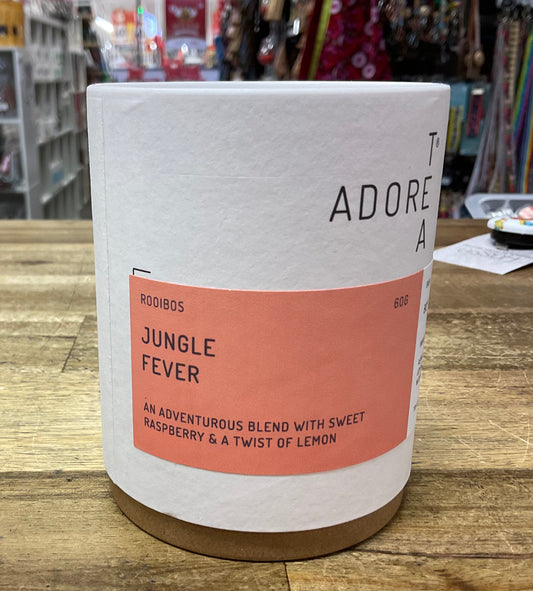 T®
ADORE
A
ROOIBOS 60G
JUNGLE
FEVER
AN ADVENTUROUS BLEND WITH SWEET
RASPBERRY & A TWIST OF LEMON